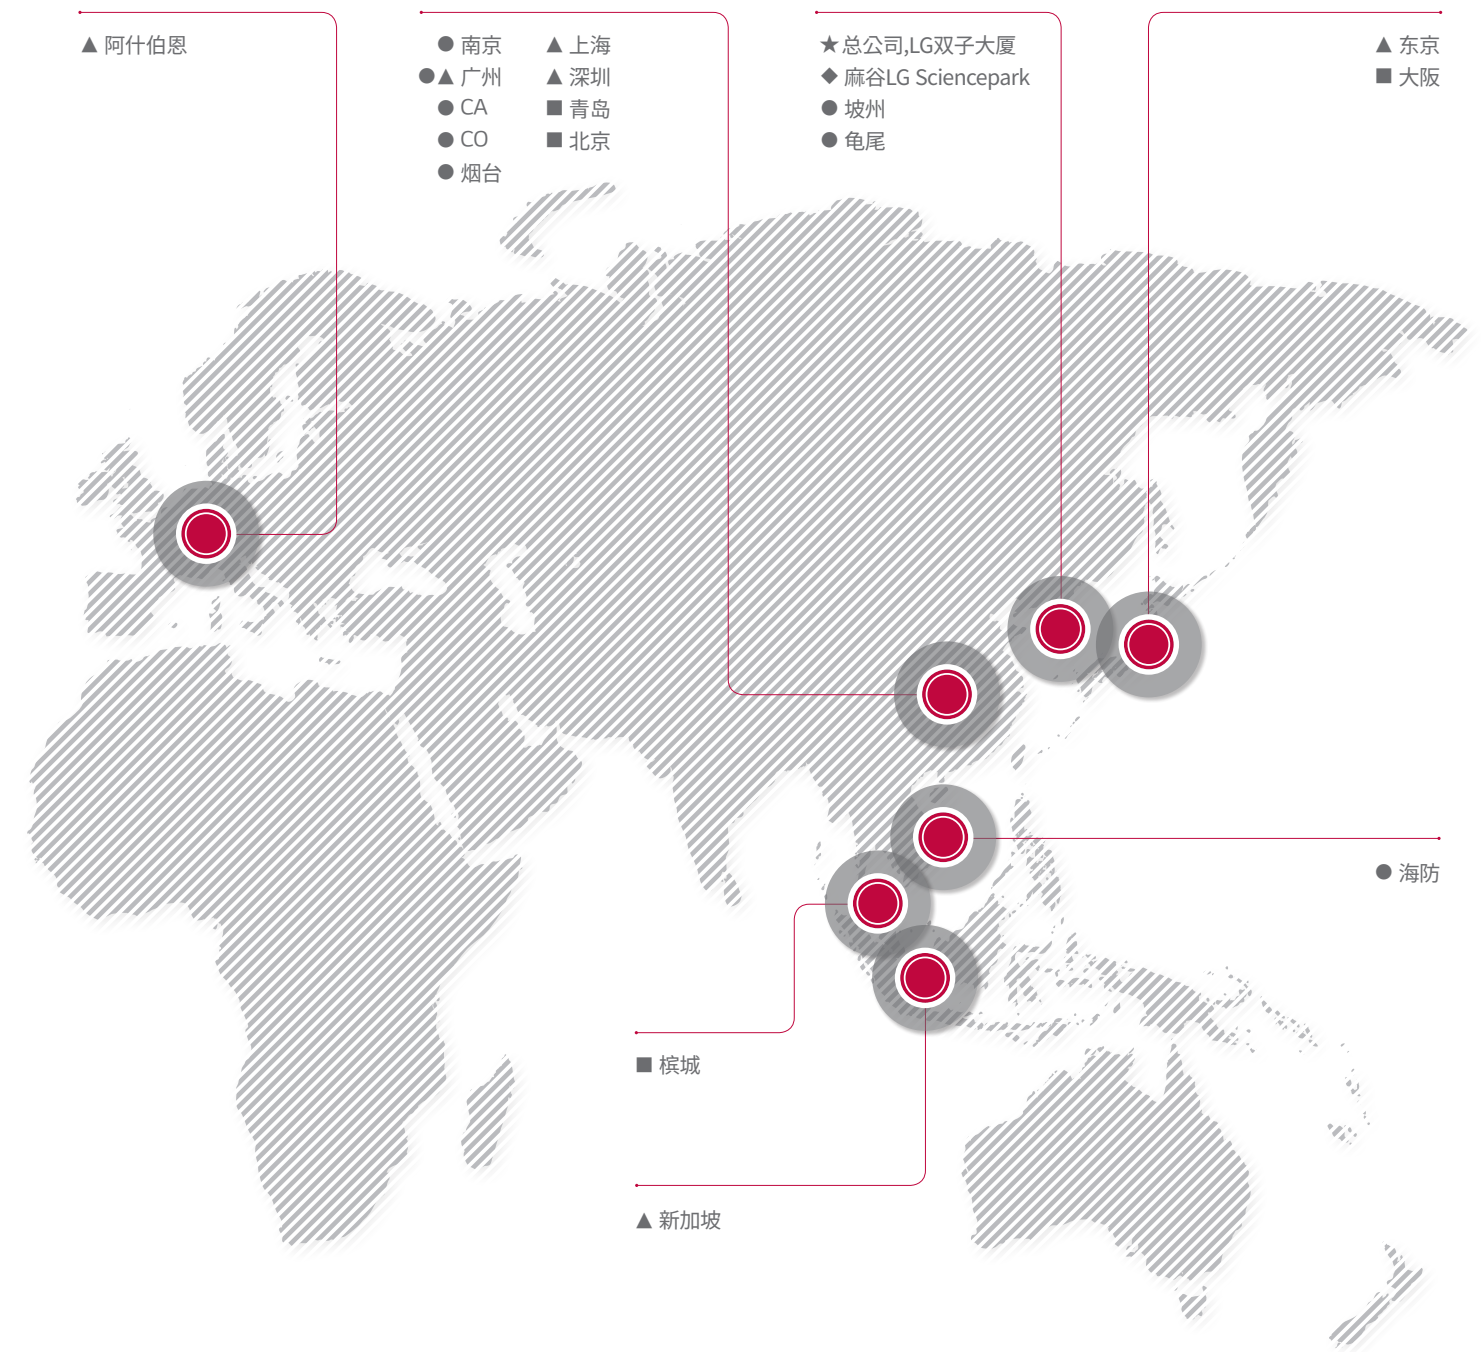 ▲ 阿什伯恩
● 南京
●▲ 广州
● CA
● CO
● 烟台
▲ 上海
▲ 深圳
■ 青岛
■ 北京
★ 总公司,LG双子大厦
◆ 麻谷LG Sciencepark
● 坡州
● 龟尾
▲ 东京
■ 大阪
● 海防
■ 槟城
▲ 新加坡